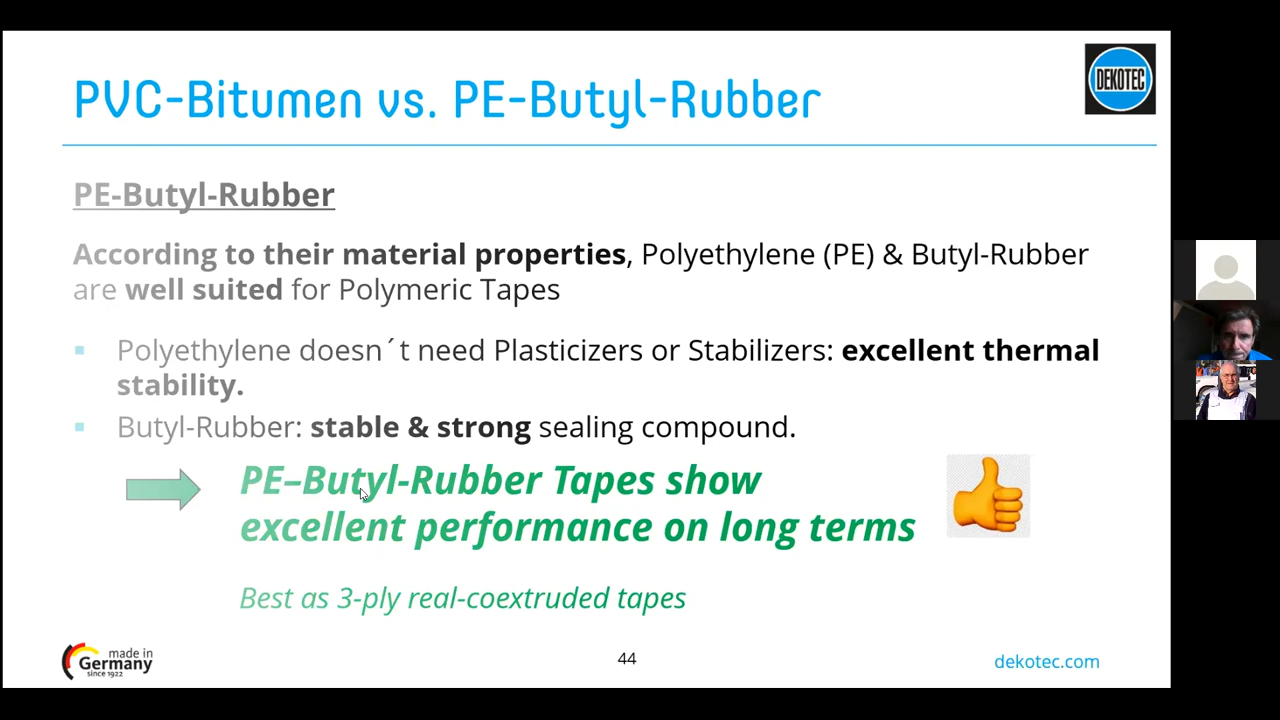 PVC-Bitumen vs. PE-Butyl-Rubber
DEKOTEC
PE-Butyl-Rubber
According to their material properties, Polyethylene (PE) & Butyl-Rubber
are well suited for Polymeric Tapes
Polyethylene doesn´t need Plasticizers or Stabilizers: excellent thermal
stability.
Butyl-Rubber: stable & strong sealing compound.
PE–Butyl-Rubber Tapes show
excellent performance on long terms
Best as 3-ply real-coextruded tapes
made in
Germany
since 1922
44
dekotec.com